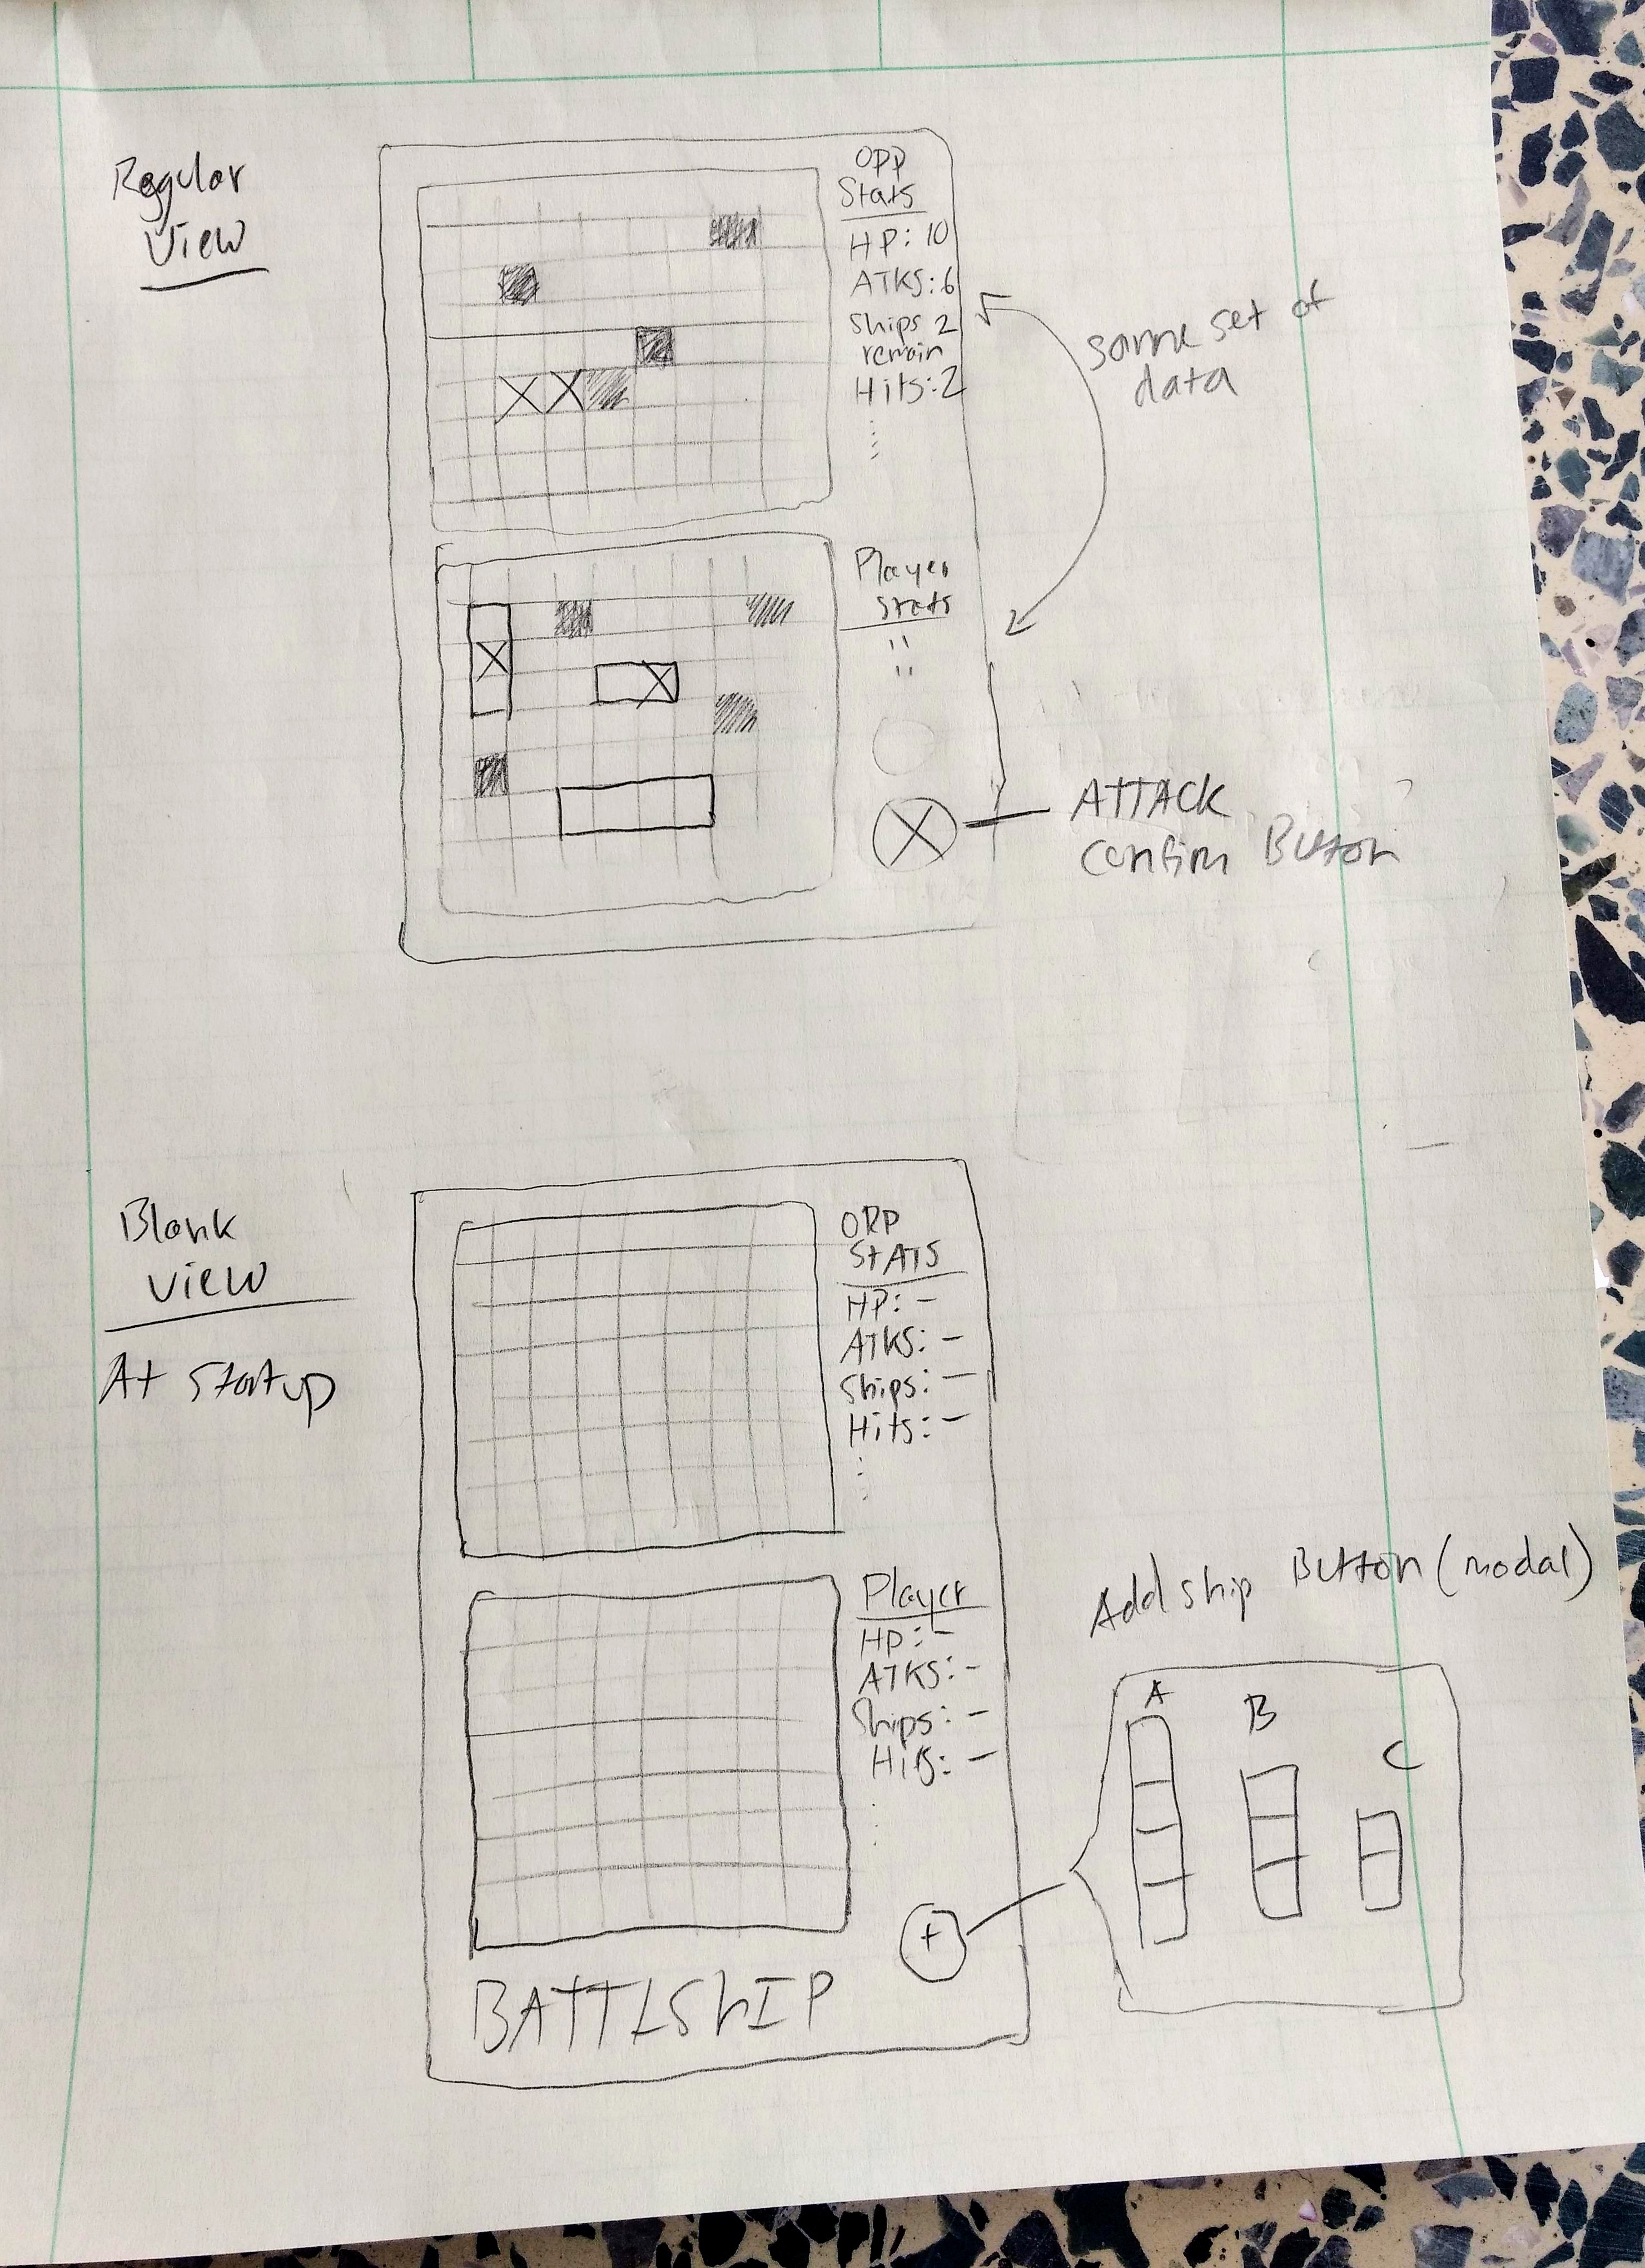 Regular
View
OPP
Stats
HP: 10
ATKS: 6
Ships 2
remain
Hits: 2
same set of
data
X X
Player
Stats
"
"
X
X
X
ATTACK
Confirm Button
Blank
View
At Startup
OPP
STATS
HP: -
ATKS: -
Ships: -
Hits: -
Player
HP: -
ATKS: -
Ships: -
Hits: -
Add ship Button (modal)
A
B
C
+
BATTLSHIP